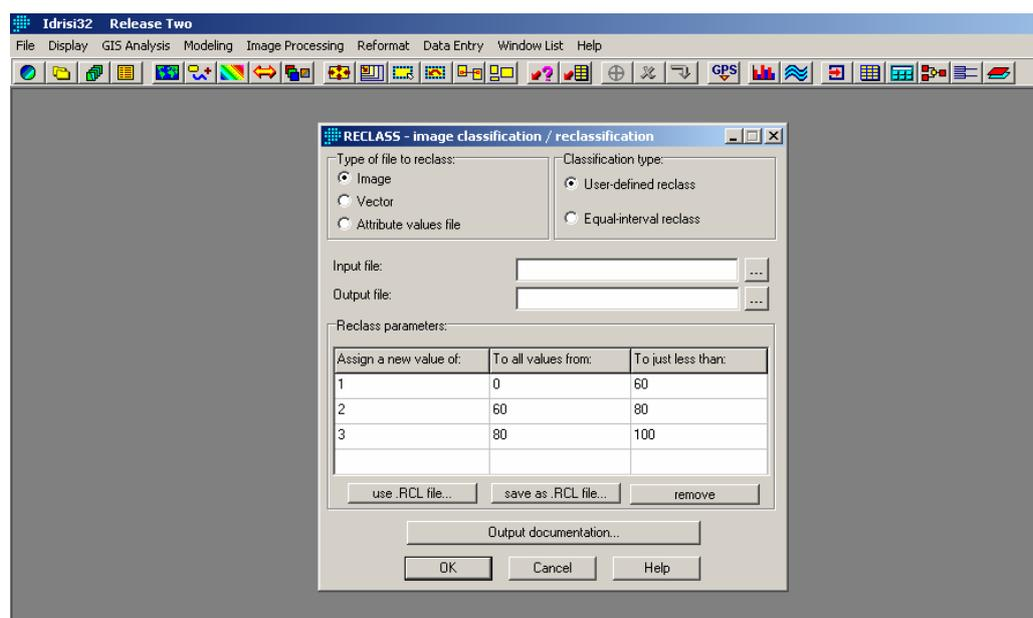 Idrisi32 Release Two
File Display GIS Analysis Modeling Image Processing Reformat Data Entry Window List Help
GPS
RECLASS - image classification / reclassification
Type of file to reclass:
Image
Vector
Attribute values file
Classification type:
User-defined reclass
Equal-interval reclass
Input file:
...
Output file:
...
Reclass parameters:
Assign a new value of: To all values from: To just less than:
1 0 60
2 60 80
3 80 100
use .RCL file... save as .RCL file... remove
Output documentation...
OK Cancel Help